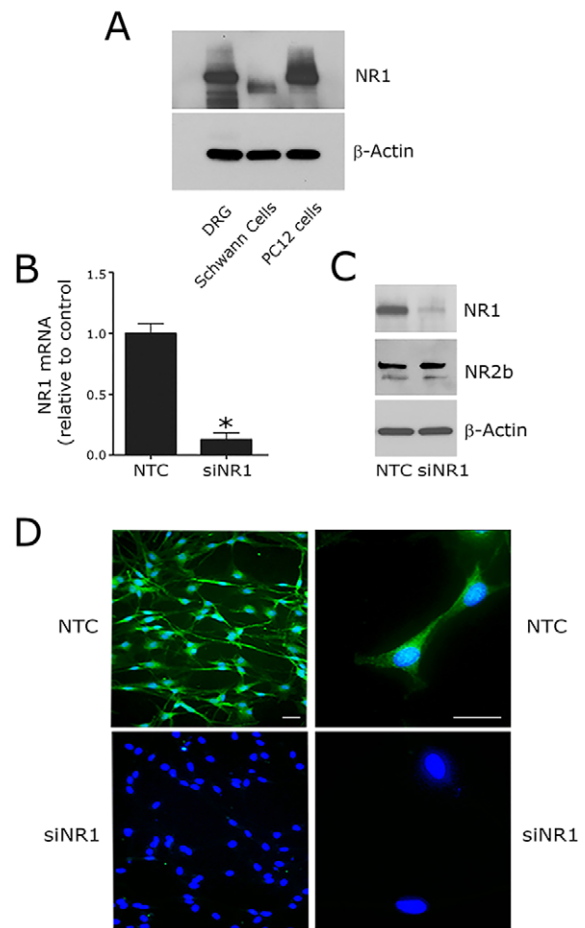 A
NR1
β-Actin
DRG
Schwann Cells
PC12 cells
B
NR1 mRNA
(relative to control)
1.5
1.0
0.5
0.0
*
NTC
siNR1
C
NR1
NR2b
β-Actin
NTC siNR1
D
NTC
NTC
siNR1
siNR1